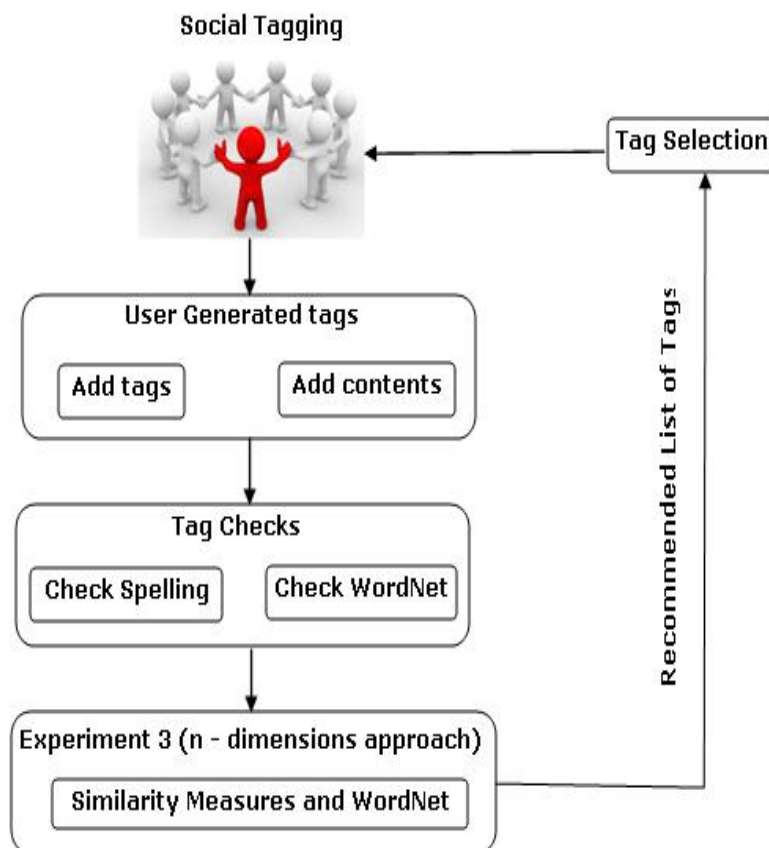 Social Tagging
Tag Selection
User Generated tags
Add tags
Add contents
Recommended List of Tags
Tag Checks
Check Spelling
Check WordNet
Experiment 3 (n - dimensions approach)
Similarity Measures and WordNet